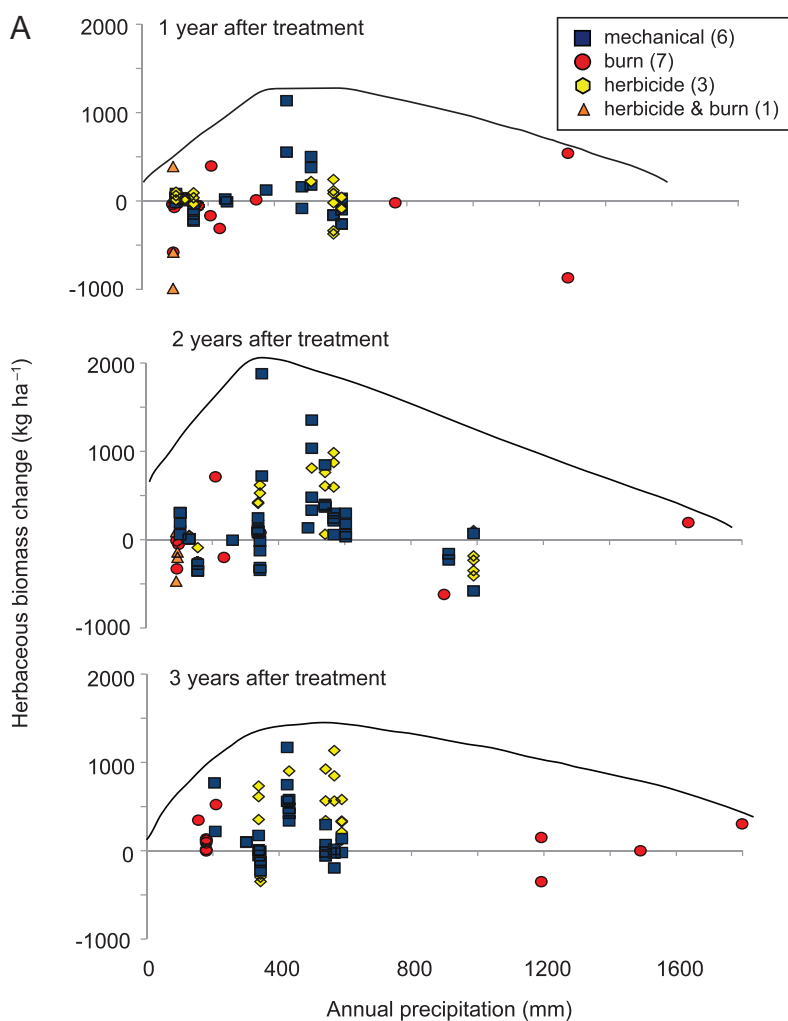 A
2000
1 year after treatment
mechanical (6)
burn (7)
herbicide (3)
herbicide & burn (1)
1000
0
-1000
2 years after treatment
2000
1000
0
-1000
Herbaceous biomass change (kg ha⁻¹)
3 years after treatment
2000
1000
0
-1000
0 400 800 1200 1600
Annual precipitation (mm)